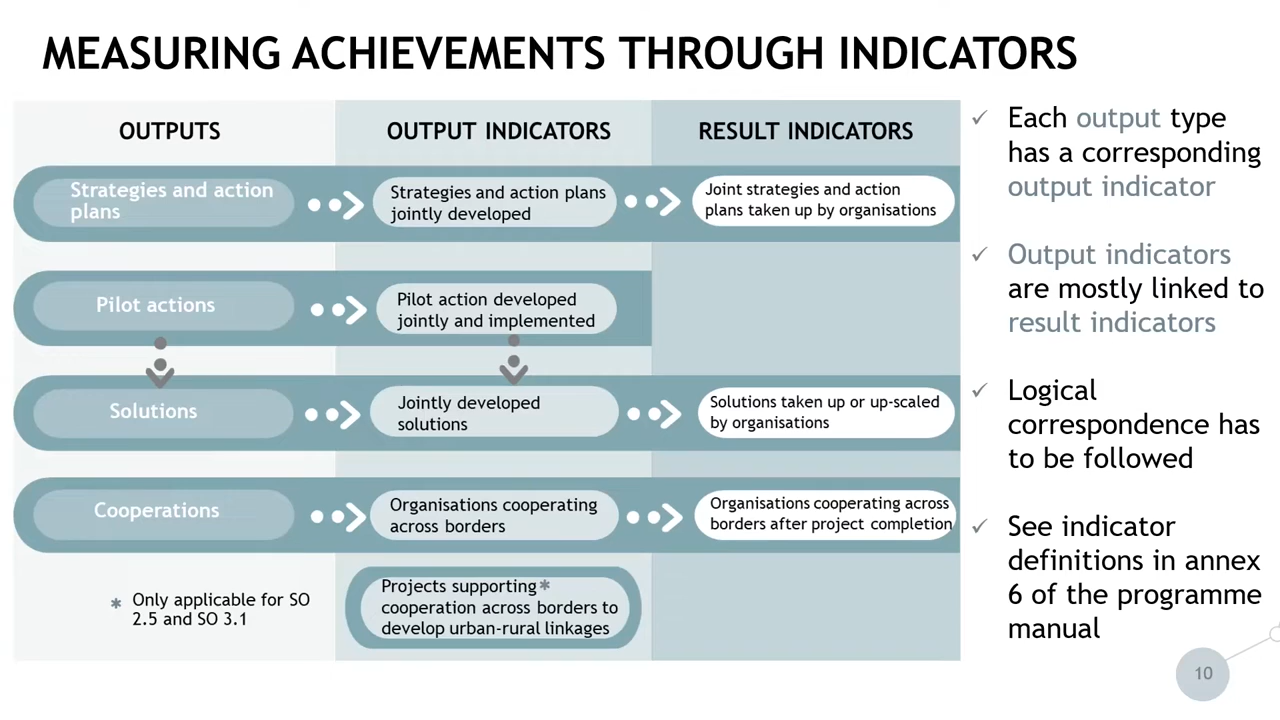 MEASURING ACHIEVEMENTS THROUGH INDICATORS
OUTPUTS
OUTPUT INDICATORS
RESULT INDICATORS
Strategies and action
plans
Strategies and action plans
jointly developed
Joint strategies and action
plans taken up by organisations
Pilot actions
Pilot action developed
jointly and implemented
Solutions
Jointly developed
solutions
Solutions taken up or up-scaled
by organisations
Cooperations
Organisations cooperating
across borders
Organisations cooperating across
borders after project completion
* Only applicable for SO
2.5 and SO 3.1
Projects supporting*
cooperation across borders to
develop urban-rural linkages
✓ Each output type
has a corresponding
output indicator
✓ Output indicators
are mostly linked to
result indicators
✓ Logical
correspondence has
to be followed
✓ See indicator
definitions in annex
6 of the programme
manual
10